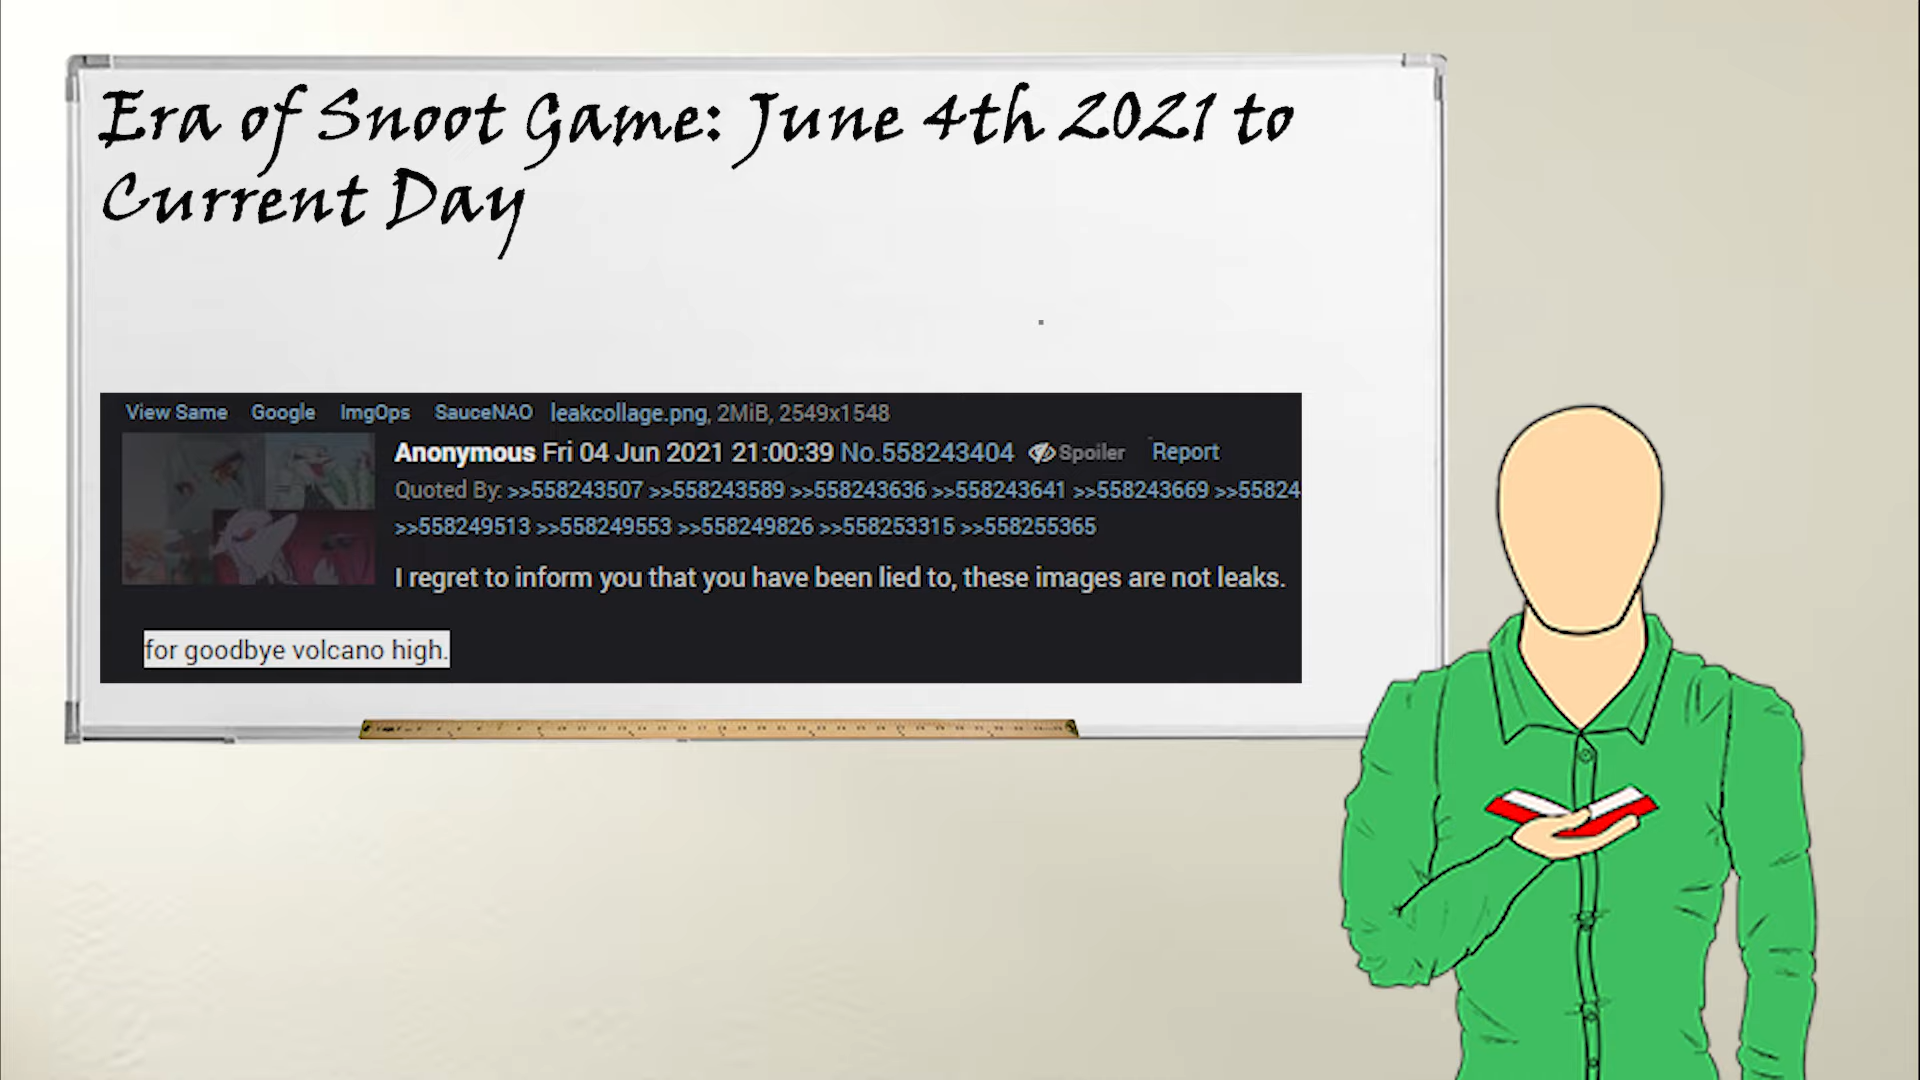 Era of Snoot Game: June 4th 2021 to
Current Day
View Same Google ImgOps SauceNAO leakcollage.png, 2MiB, 2549x1548
Anonymous Fri 04 Jun 2021 21:00:39 No.558243404 Spoiler Report
Quoted By: >>558243507 >>558243589 >>558243636 >>558243641 >>558243669 >>55824
>>558249513 >>558249553 >>558249826 >>558253315 >>558255365
I regret to inform you that you have been lied to, these images are not leaks.
for goodbye volcano high.